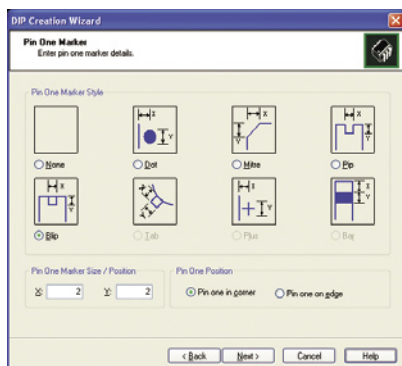 DIP Creation Wizard
Pin One Marker
Enter pin one marker details.
Pin One Marker Style
X
X
Y
X
Y
X
Y
None
Dot
Mitre
Pip
X
Y
X
Y
X
Y
X
Y
Blip
Tab
Plus
Bar
Pin One Marker Size / Position
Pin One Position
X: 2 Y: 2
Pin one in corner Pin one on edge
< Back Next > Cancel Help